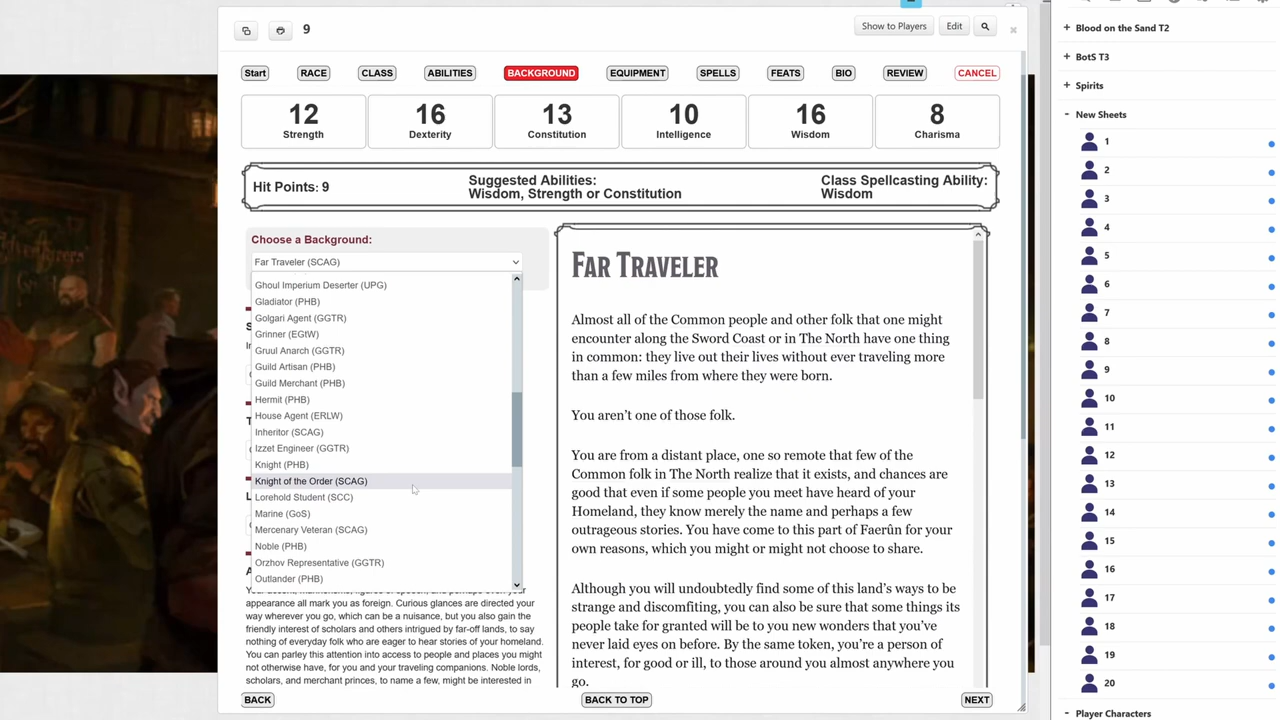 9
Show to Players
Edit
Start
RACE
CLASS
ABILITIES
BACKGROUND
EQUIPMENT
SPELLS
FEATS
BIO
REVIEW
CANCEL
12
Strength
16
Dexterity
13
Constitution
10
Intelligence
16
Wisdom
8
Charisma
Hit Points: 9
Suggested Abilities:
Wisdom, Strength or Constitution
Class Spellcasting Ability:
Wisdom
Choose a Background:
Far Traveler (SCAG)
Ghoul Imperium Deserter (UPG)
Gladiator (PHB)
Golgari Agent (GGTR)
Grinner (EGtW)
Gruul Anarch (GGTR)
Guild Artisan (PHB)
Guild Merchant (PHB)
Hermit (PHB)
House Agent (ERLW)
Inheritor (SCAG)
Izzet Engineer (GGTR)
Knight (PHB)
Knight of the Order (SCAG)
Lorehold Student (SCC)
Marine (GoS)
Mercenary Veteran (SCAG)
Noble (PHB)
Orzhov Representative (GGTR)
Outlander (PHB)
appearance all mark you as foreign. Curious glances are directed your
way wherever you go, which can be a nuisance, but you also gain the
friendly interest of scholars and others intrigued by far-off lands, to say
nothing of everyday folk who are eager to hear stories of your homeland.
You can parley this attention into access to people and places you might
not otherwise have, for you and your traveling companions. Noble lords,
scholars, and merchant princes, to name a few, might be interested in
FAR TRAVELER
Almost all of the Common people and other folk that one might
encounter along the Sword Coast or in The North have one thing
in common: they live out their lives without ever traveling more
than a few miles from where they were born.
You aren't one of those folk.
You are from a distant place, one so remote that few of the
Common folk in The North realize that it exists, and chances are
good that even if some people you meet have heard of your
Homeland, they know merely the name and perhaps a few
outrageous stories. You have come to this part of Faerûn for your
own reasons, which you might or might not choose to share.
Although you will undoubtedly find some of this land's ways to be
strange and discomfiting, you can also be sure that some things its
people take for granted will be to you new wonders that you've
never laid eyes on before. By the same token, you're a person of
interest, for good or ill, to those around you almost anywhere you
go.
BACK
BACK TO TOP
NEXT
Blood on the Sand T2
BotS T3
Spirits
New Sheets
1
2
3
4
5
6
7
8
9
10
11
12
13
14
15
16
17
18
19
20
Player Characters